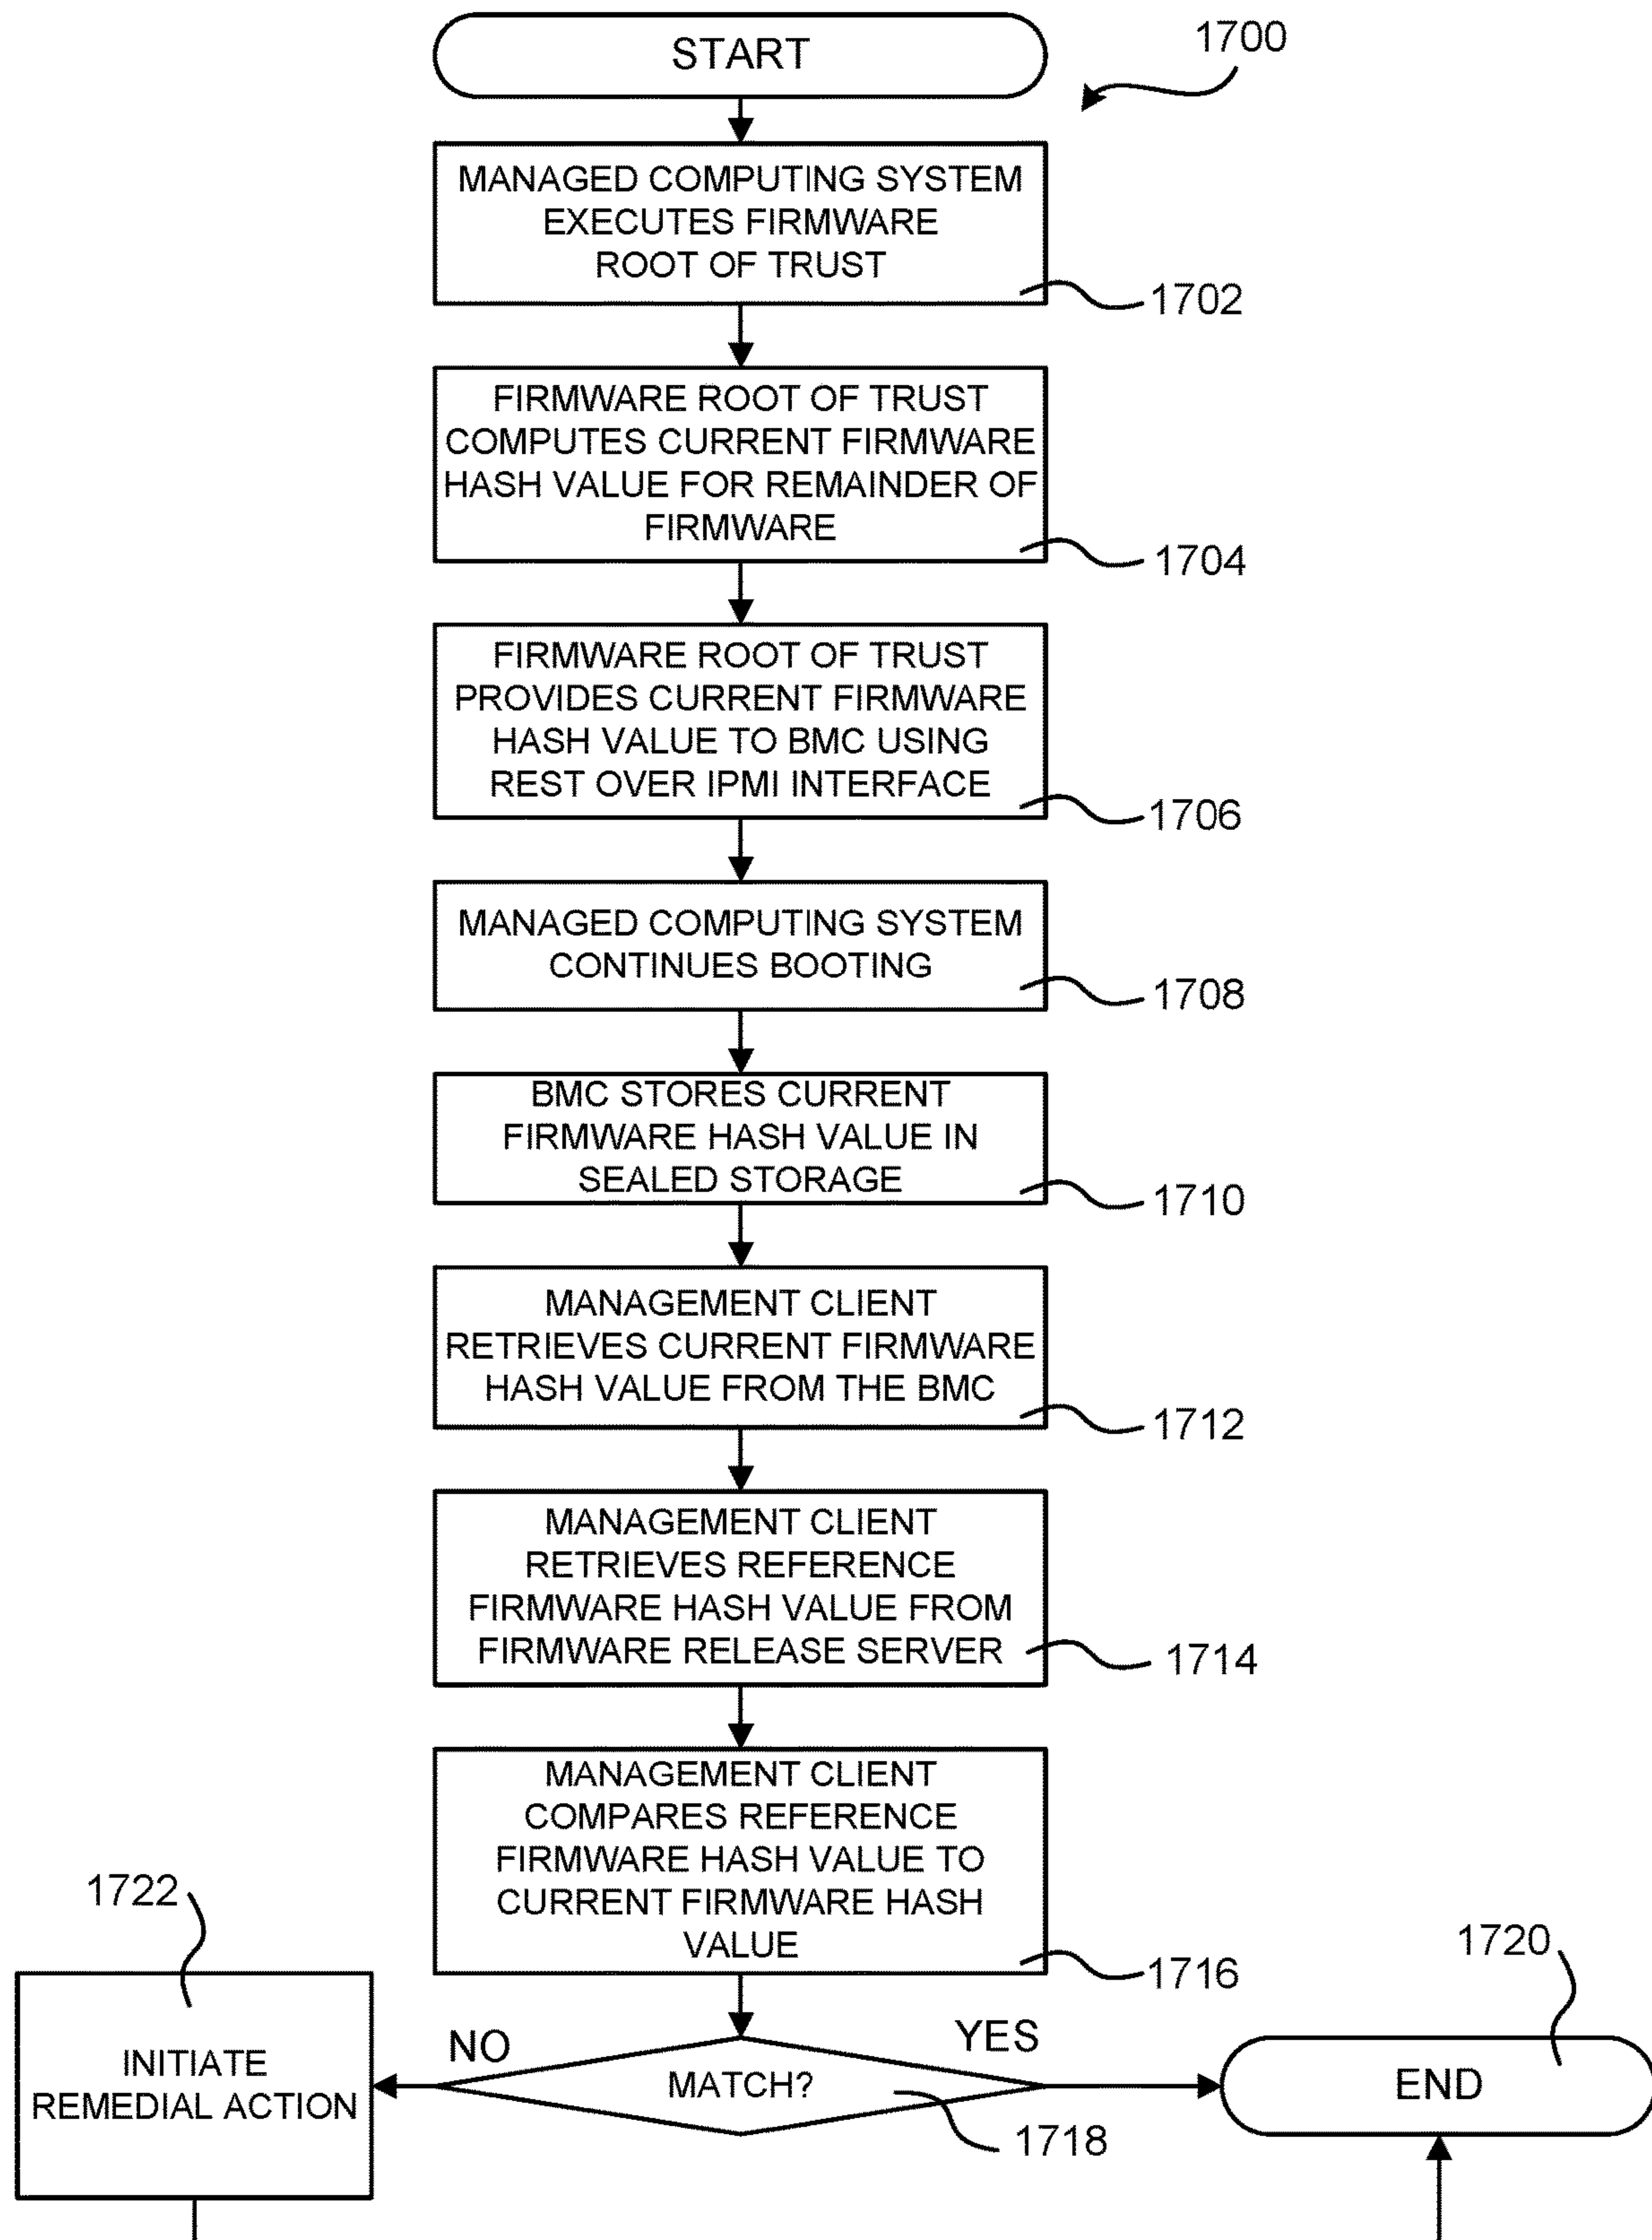 START
1700
MANAGED COMPUTING SYSTEM
EXECUTES FIRMWARE
ROOT OF TRUST
1702
FIRMWARE ROOT OF TRUST
COMPUTES CURRENT FIRMWARE
HASH VALUE FOR REMAINDER OF
FIRMWARE
1704
FIRMWARE ROOT OF TRUST
PROVIDES CURRENT FIRMWARE
HASH VALUE TO BMC USING
REST OVER IPMI INTERFACE
1706
MANAGED COMPUTING SYSTEM
CONTINUES BOOTING
1708
BMC STORES CURRENT
FIRMWARE HASH VALUE IN
SEALED STORAGE
1710
MANAGEMENT CLIENT
RETRIEVES CURRENT FIRMWARE
HASH VALUE FROM THE BMC
1712
MANAGEMENT CLIENT
RETRIEVES REFERENCE
FIRMWARE HASH VALUE FROM
FIRMWARE RELEASE SERVER
1714
MANAGEMENT CLIENT
COMPARES REFERENCE
FIRMWARE HASH VALUE TO
CURRENT FIRMWARE HASH
VALUE
1716
1722
INITIATE
REMEDIAL ACTION
NO
MATCH?
1718
YES
1720
END